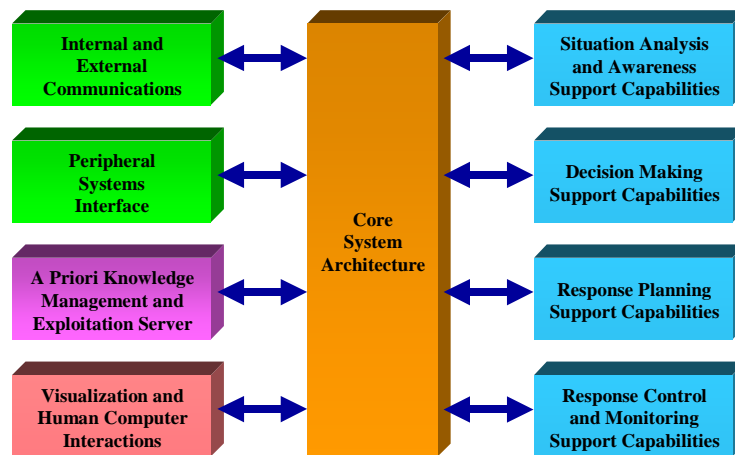 Internal and
External
Communications
Peripheral
Systems
Interface
A Priori Knowledge
Management and
Exploitation Server
Visualization and
Human Computer
Interactions
Core
System
Architecture
Situation Analysis
and Awareness
Support Capabilities
Decision Making
Support Capabilities
Response Planning
Support Capabilities
Response Control
and Monitoring
Support Capabilities